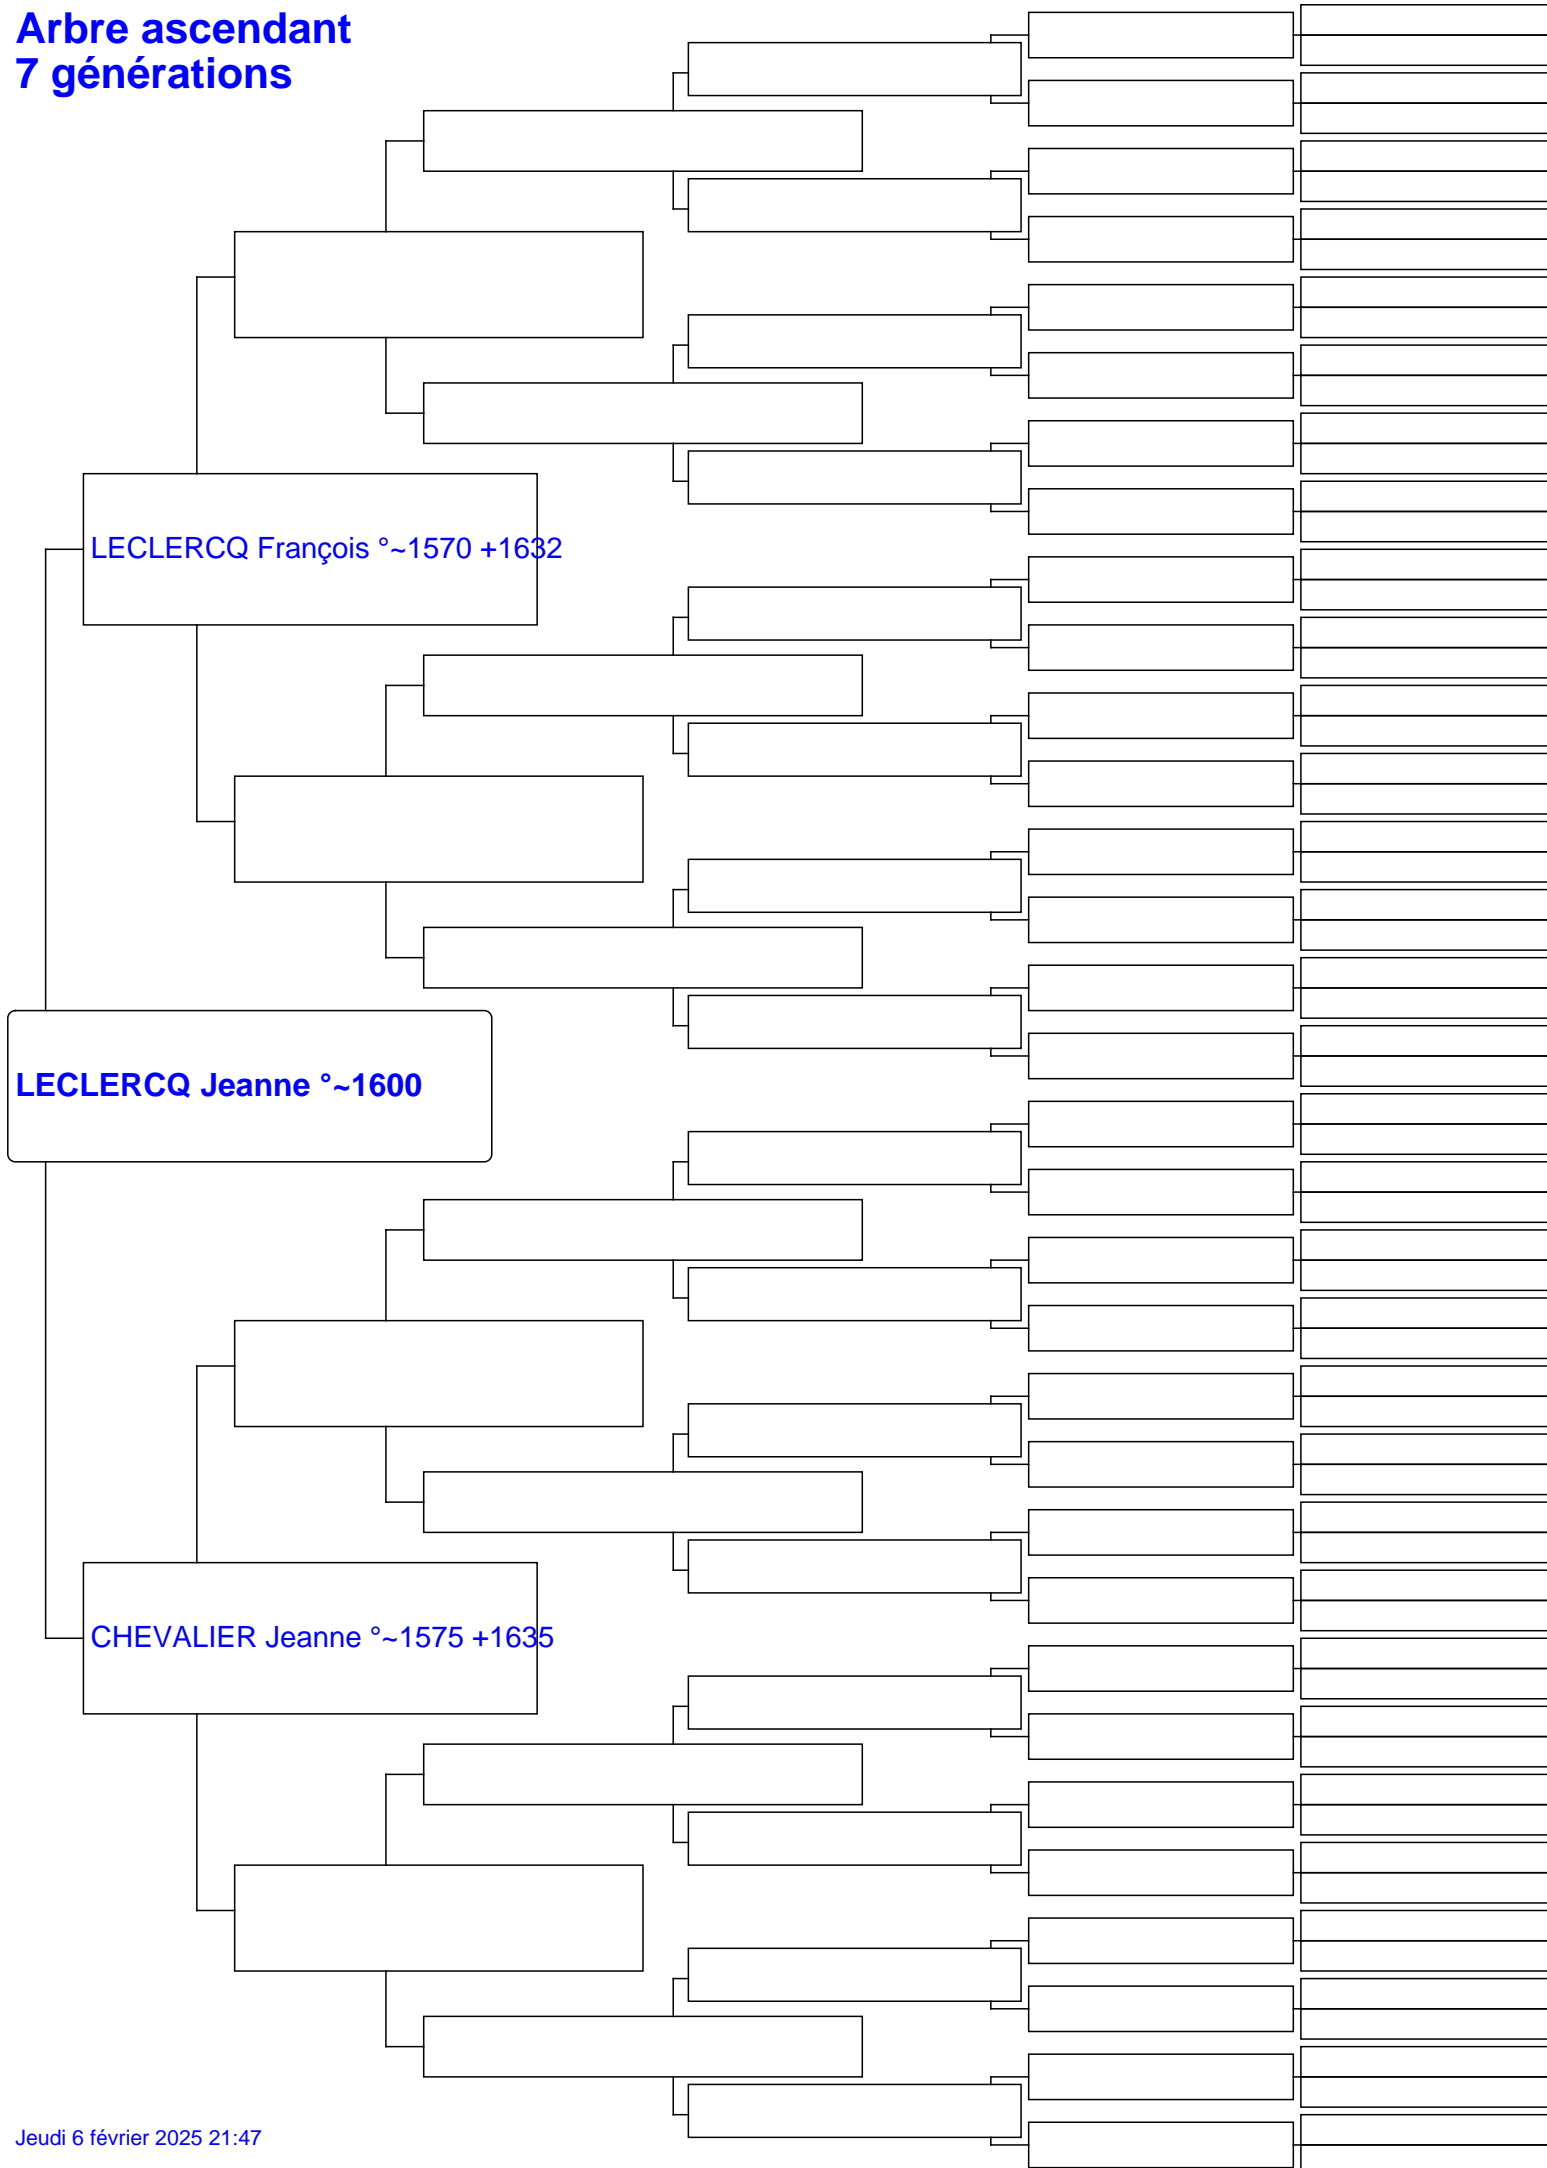 Arbre ascendant
7 générations
LECLERCQ François °~1570 +1632
LECLERCQ Jeanne °~1600
CHEVALIER Jeanne °~1575 +1635
Jeudi 6 février 2025 21:47